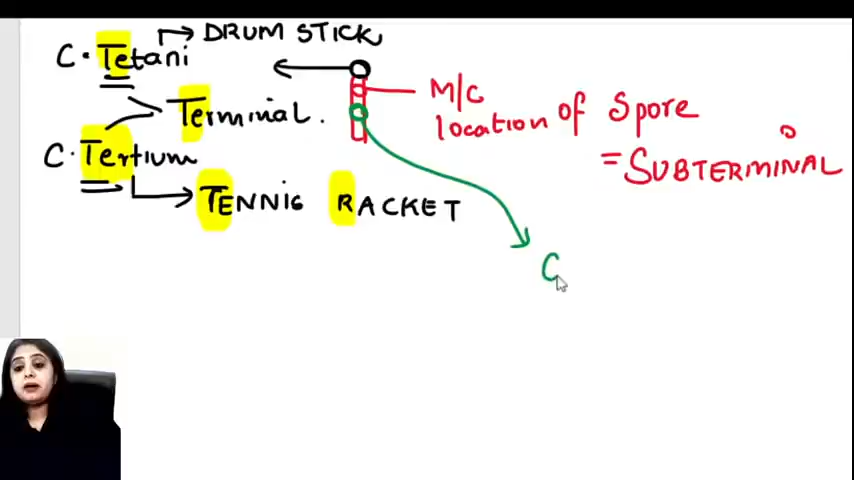 DRUM STICK
C. Tetani
Terminal.
C. Tertium
TENNIS RACKET
M/C
location of Spore
= SUBTERMINAL
C